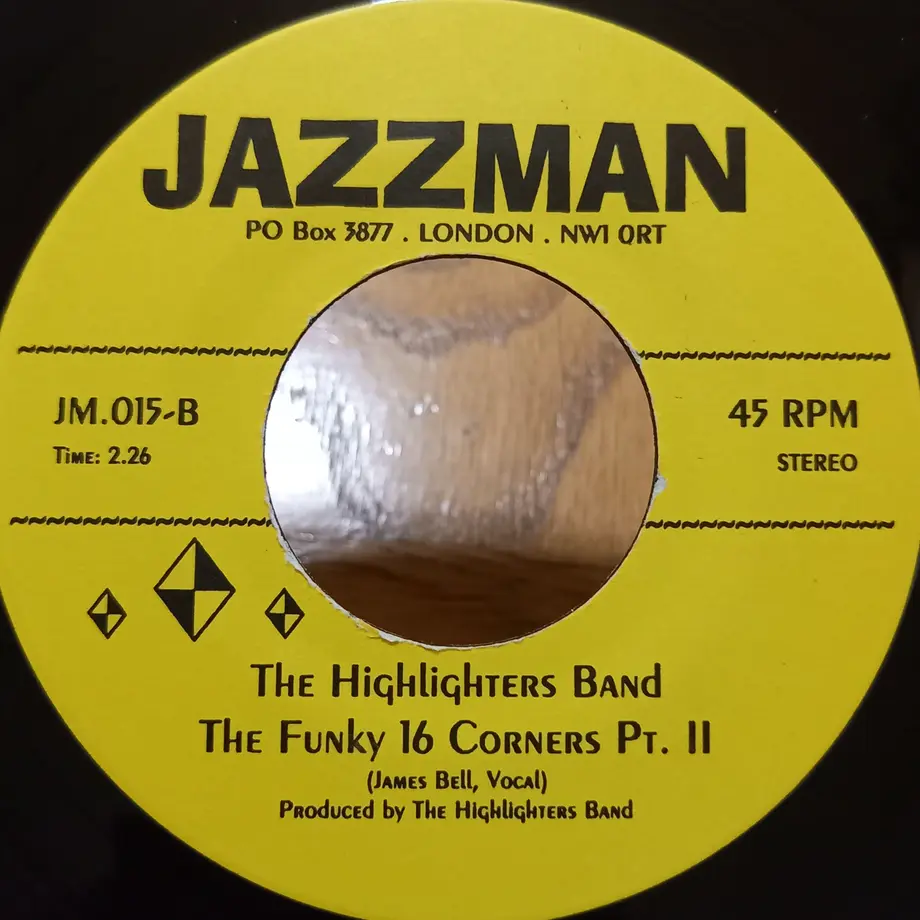 JAZZMAN
PO Box 3877 . LONDON . NW1 0RT
JM.015-B
45 RPM
Time: 2.26
STEREO
The Highlighters Band
The Funky 16 Corners Pt. II
(James Bell, Vocal)
Produced by The Highlighters Band